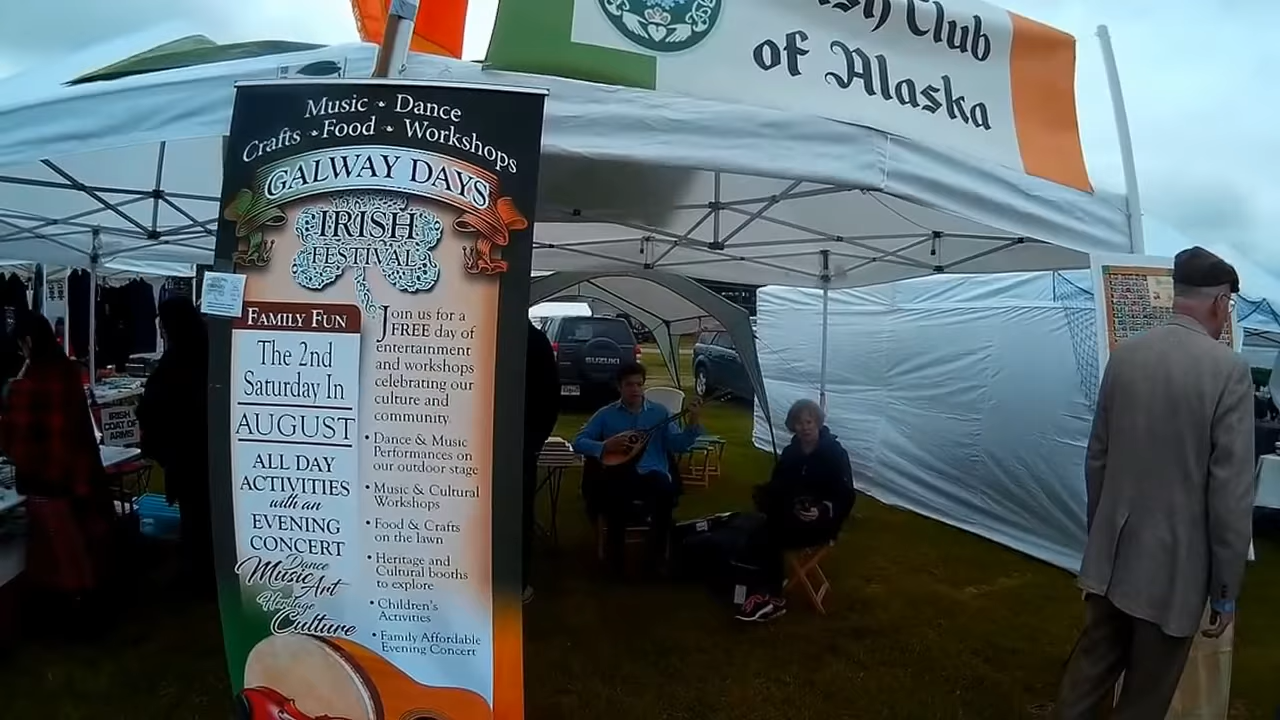 Club
of Alaska
Music ~ Dance
Crafts ~ Food ~ Workshops
GALWAY DAYS
IRISH
FESTIVAL
FAMILY FUN
The 2nd
Saturday In
AUGUST
ALL DAY
ACTIVITIES
with an
EVENING
CONCERT
Dance
Music Art
Heritage
Culture
Join us for a
FREE day of
entertainment
and workshops
celebrating our
culture and
community.
• Dance & Music
Performances on
our outdoor stage
• Music & Cultural
Workshops
• Food & Crafts
on the lawn
• Heritage and
Cultural booths
to explore
• Children's
Activities
• Family Affordable
Evening Concert
IRISH
COAT OF
ARMS
SUZUKI